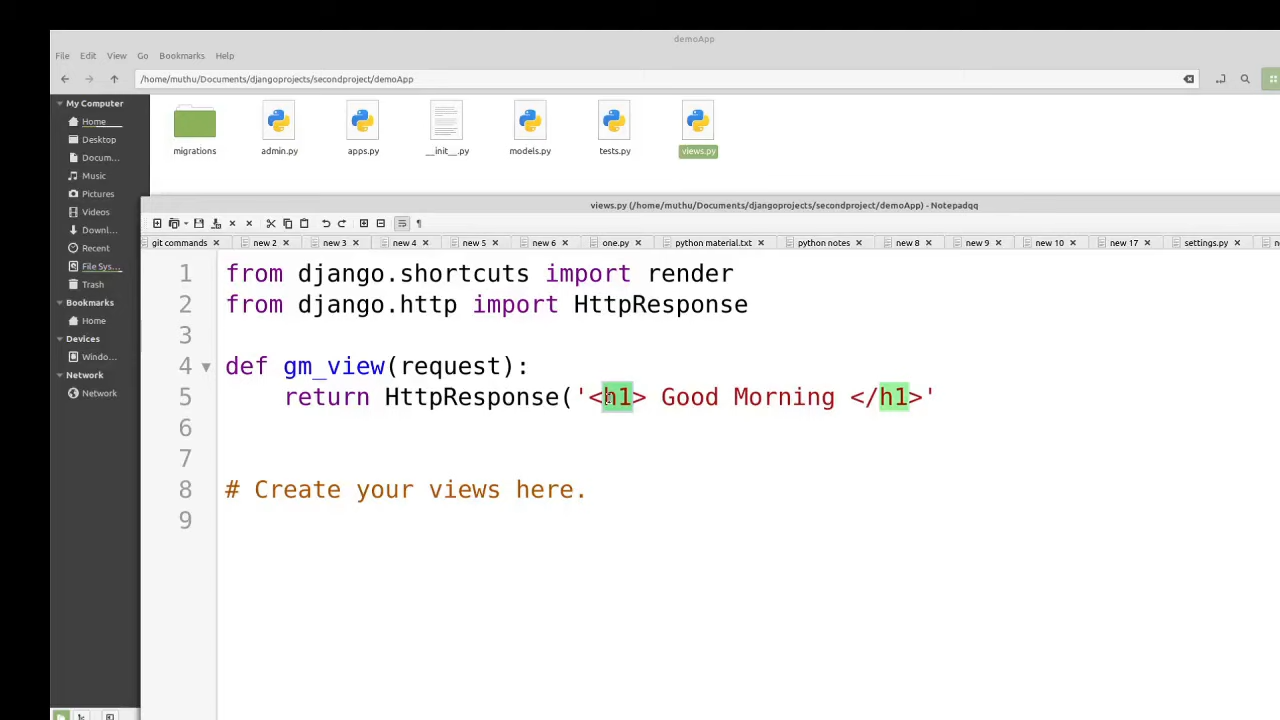 demoApp
File Edit View Go Bookmarks Help
/home/muthu/Documents/djangoprojects/secondproject/demoApp
My Computer
Home
Desktop
Docum...
Music
Pictures
Videos
Downl...
Recent
File Sys...
Trash
Bookmarks
Home
Devices
Windo...
Network
Network
migrations admin.py apps.py __init__.py models.py tests.py views.py
views.py (/home/muthu/Documents/djangoprojects/secondproject/demoApp) - Notepadqq
git commands new 2 new 3 new 4 new 5 new 6 one.py python material.txt python notes new 8 new 9 new 10 new 17 settings.py
1 from django.shortcuts import render
2 from django.http import HttpResponse
3
4 def gm_view(request):
5 return HttpResponse('<h1> Good Morning </h1>'
6
7
8 # Create your views here.
9